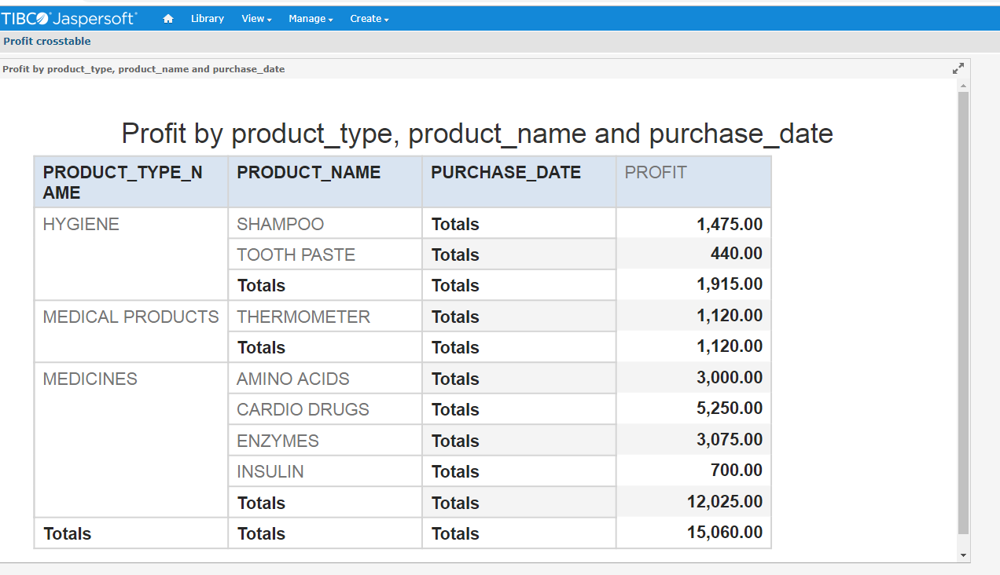 TIBCO Jaspersoft® Library View Manage Create
Profit crosstable
Profit by product_type, product_name and purchase_date
Profit by product_type, product_name and purchase_date
PRODUCT_TYPE_N PRODUCT_NAME PURCHASE_DATE PROFIT
AME
HYGIENE SHAMPOO Totals 1,475.00
TOOTH PASTE Totals 440.00
Totals Totals 1,915.00
MEDICAL PRODUCTS THERMOMETER Totals 1,120.00
Totals Totals 1,120.00
MEDICINES AMINO ACIDS Totals 3,000.00
CARDIO DRUGS Totals 5,250.00
ENZYMES Totals 3,075.00
INSULIN Totals 700.00
Totals Totals 12,025.00
Totals Totals Totals 15,060.00